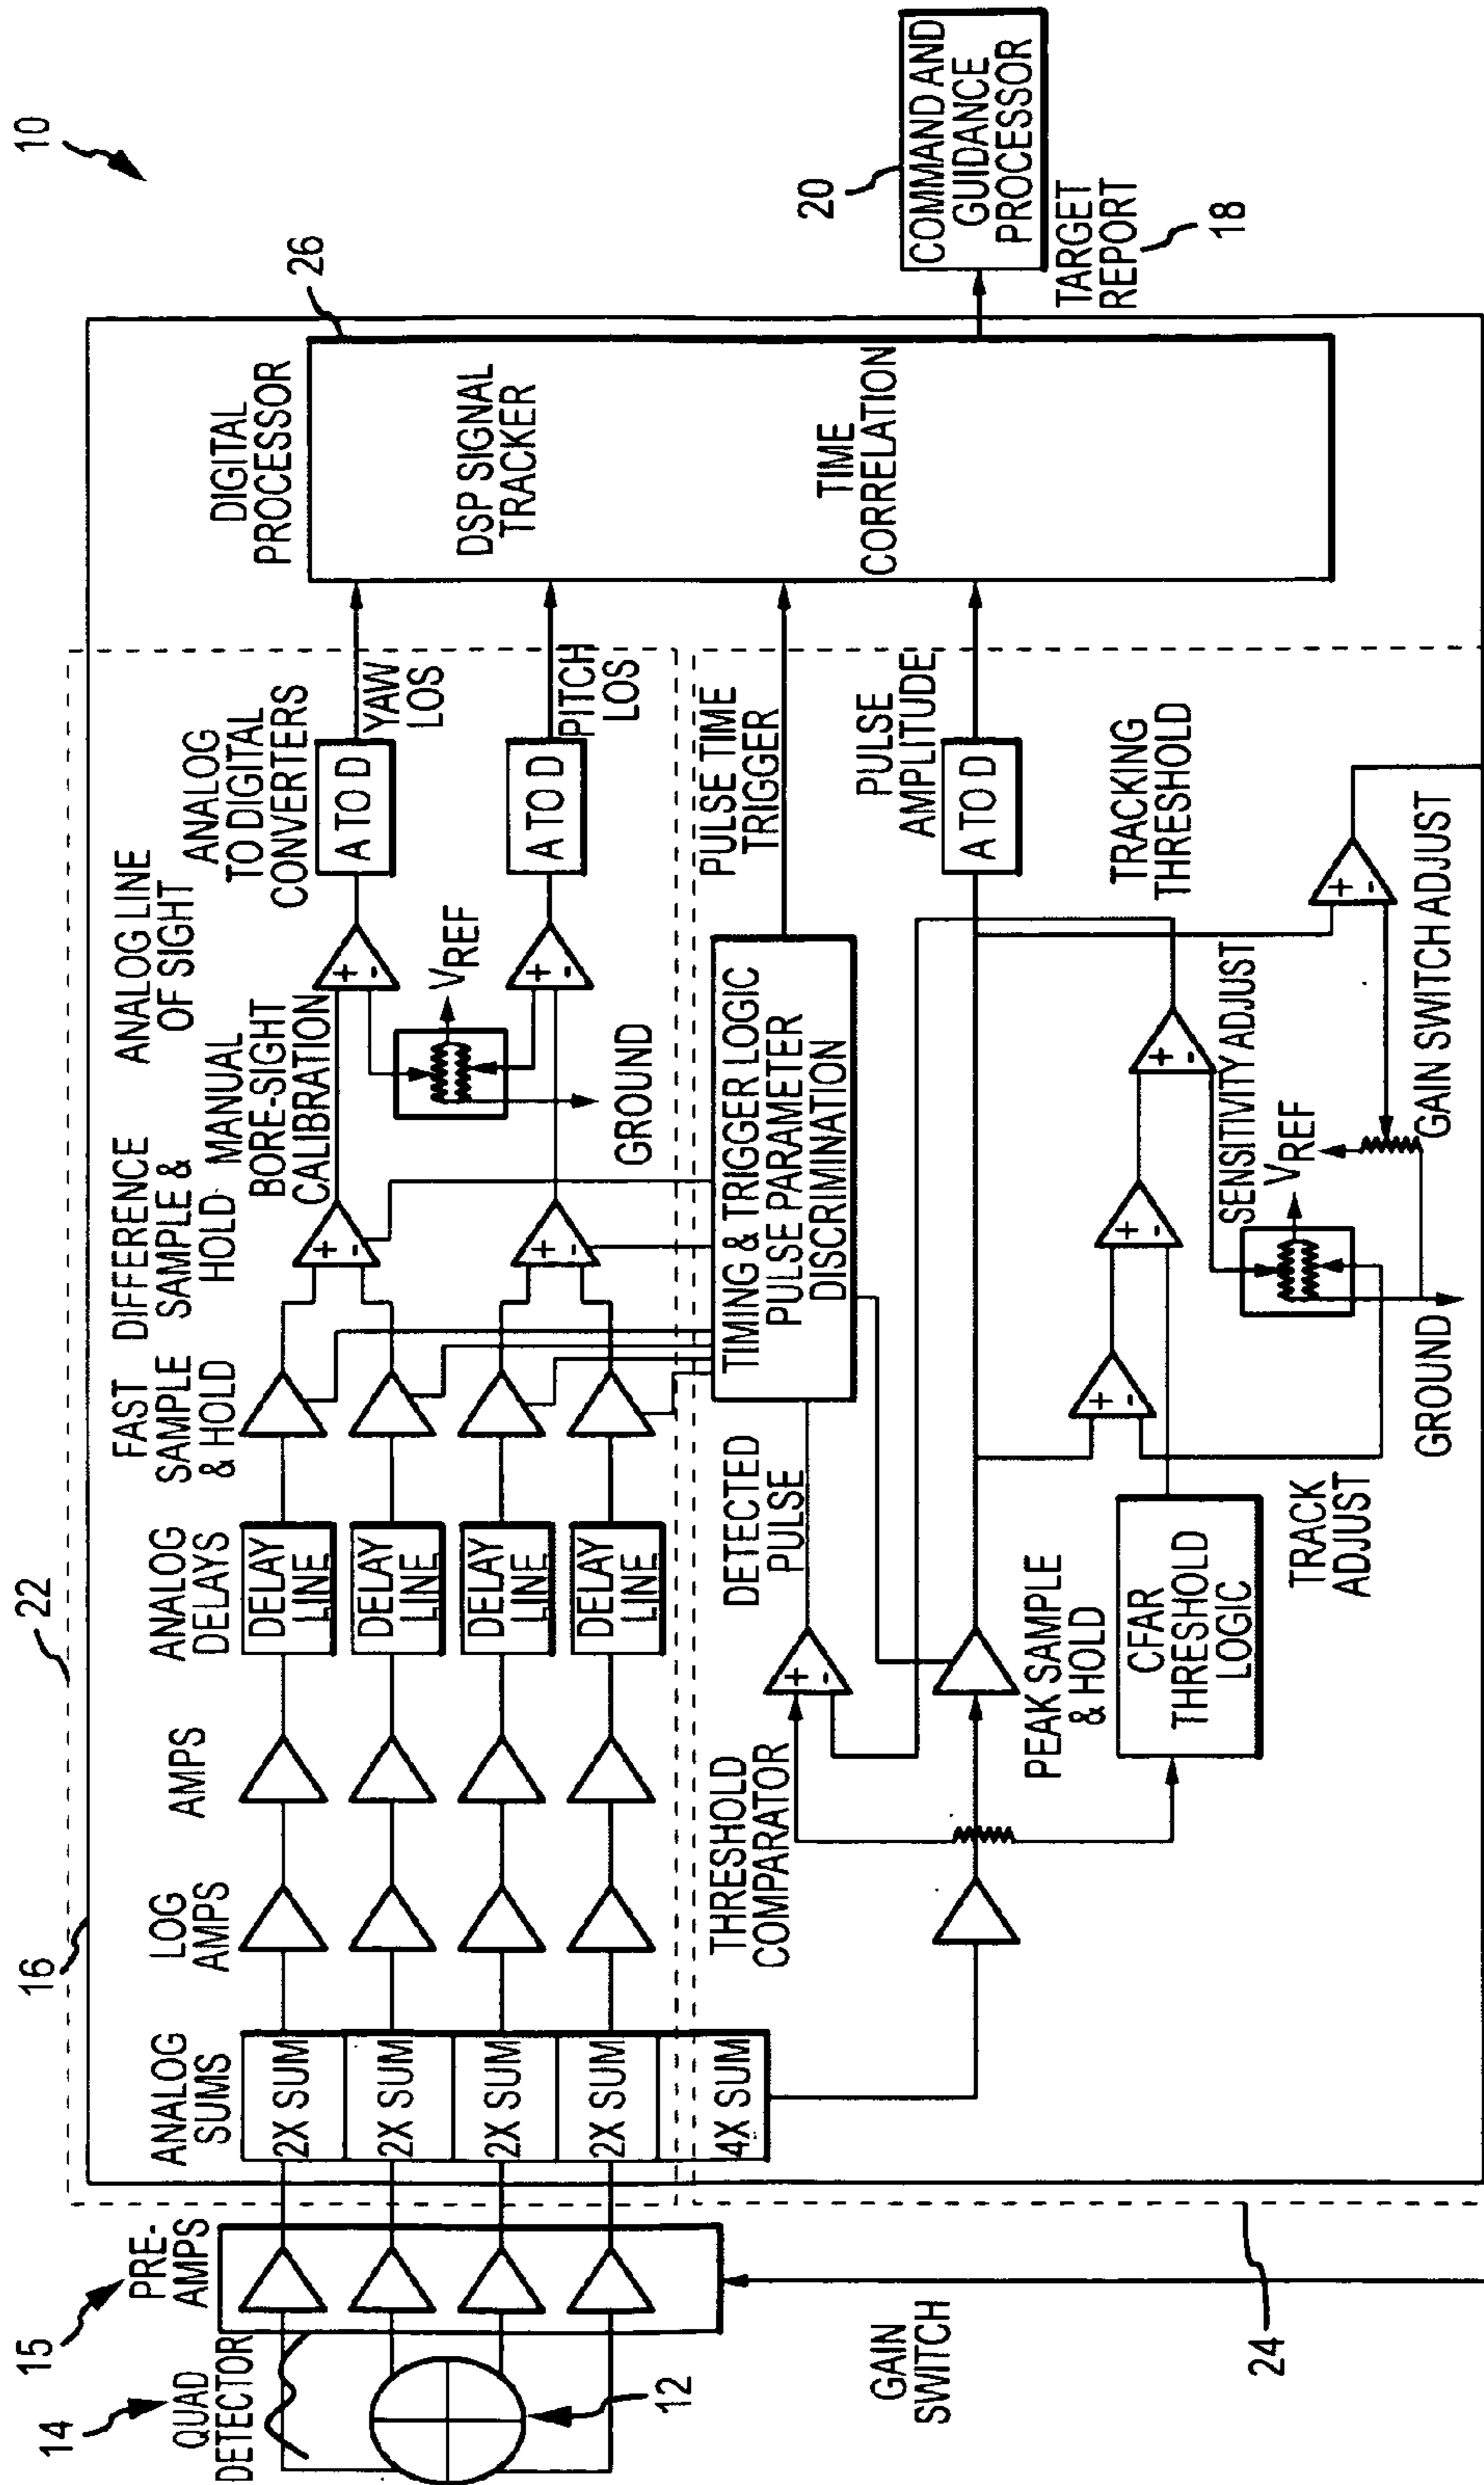 10
22
16
15
14
PRE-
AMPS
QUAD
DETECTOR
12
ANALOG
SUMS
LOG
AMPS
AMPS
ANALOG
DELAYS
FAST
SAMPLE
& HOLD
DIFFERENCE
SAMPLE &
HOLD
MANUAL
BORE-SIGHT
CALIBRATION
ANALOG LINE
OF SIGHT
ANALOG
TO DIGITAL
CONVERTERS
DIGITAL
PROCESSOR
26
2X SUM
2X SUM
2X SUM
2X SUM
4X SUM
DELAY
LINE
DELAY
LINE
DELAY
LINE
DELAY
LINE
+
-
+
-
+
-
+
-
VREF
GROUND
A TO D
A TO D
YAW
LOS
PITCH
LOS
DSP SIGNAL
TRACKER
TIME
CORRELATION
20
COMMAND AND
GUIDANCE
PROCESSOR
TARGET
REPORT
18
THRESHOLD
COMPARATOR
+
-
DETECTED
PULSE
TIMING & TRIGGER LOGIC
PULSE PARAMETER
DISCRIMINATION
PULSE TIME
TRIGGER
PULSE
AMPLITUDE
A TO D
PEAK SAMPLE
& HOLD
CFAR
THRESHOLD
LOGIC
TRACK
ADJUST
+
-
+
-
+
-
+
-
TRACKING
THRESHOLD
SENSITIVITY ADJUST
VREF
GAIN SWITCH ADJUST
GROUND
GAIN
SWITCH
24